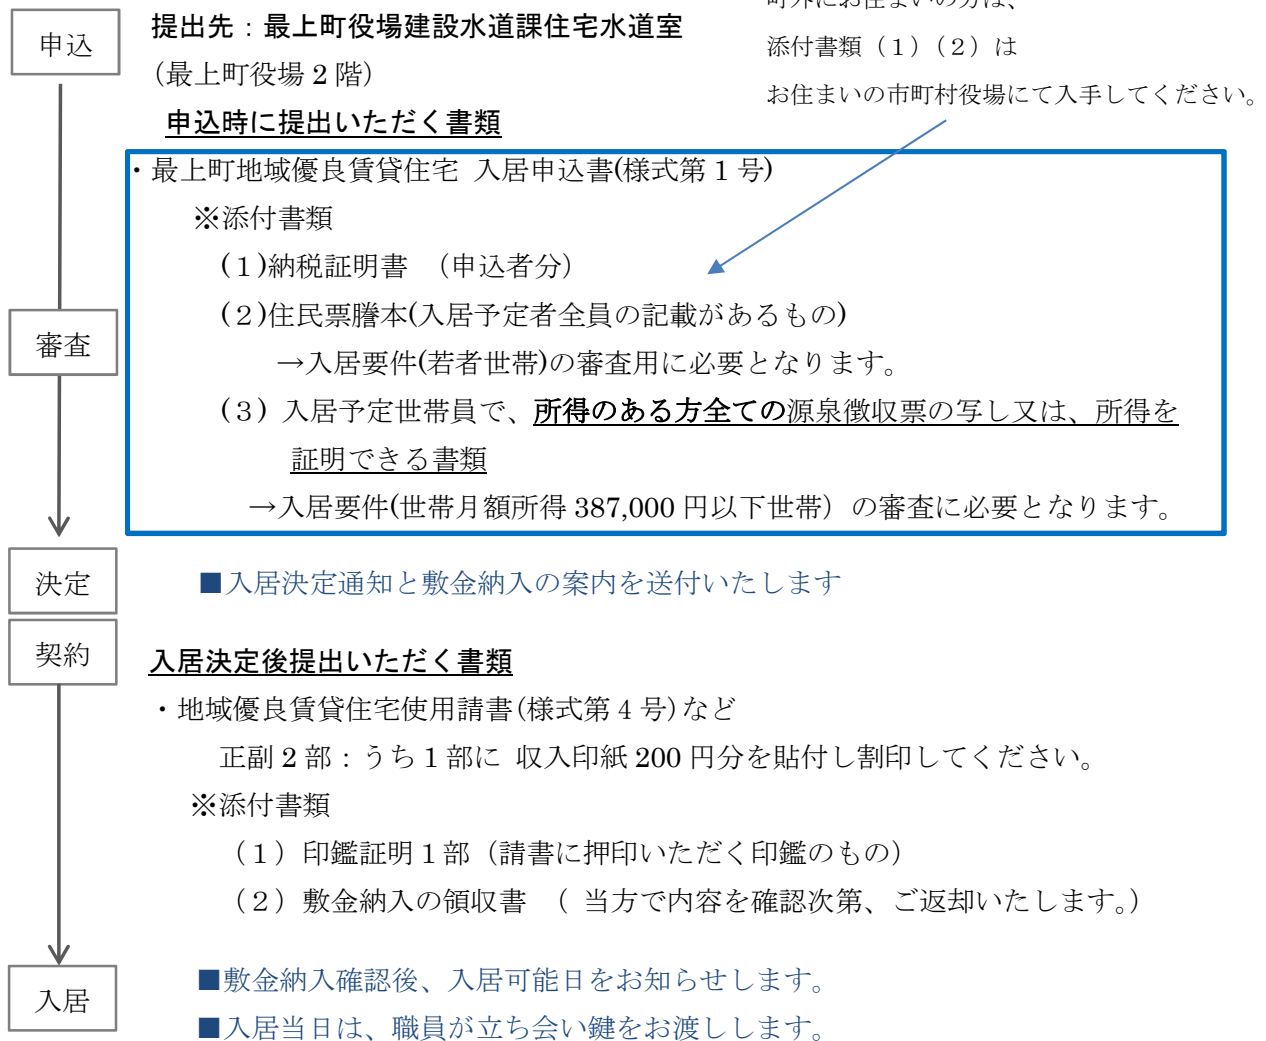 町外にお住まいの方は、
添付書類（１）（２）は
お住まいの市町村役場にて入手してください。
申込
提出先：最上町役場建設水道課住宅水道室
（最上町役場 2 階）
申込時に提出いただく書類
・最上町地域優良賃貸住宅 入居申込書(様式第 1 号)
※添付書類
(１)納税証明書 （申込者分）
(２)住民票謄本(入居予定者全員の記載があるもの)
→入居要件(若者世帯)の審査用に必要となります。
(３) 入居予定世帯員で、所得のある方全ての源泉徴収票の写し又は、所得を
証明できる書類
→入居要件(世帯月額所得 387,000 円以下世帯）の審査に必要となります。
審査
決定
■入居決定通知と敷金納入の案内を送付いたします
契約
入居決定後提出いただく書類
・地域優良賃貸住宅使用請書(様式第 4 号)など
正副 2 部：うち 1 部に 収入印紙 200 円分を貼付し割印してください。
※添付書類
（１）印鑑証明 1 部（請書に押印いただく印鑑のもの）
（２）敷金納入の領収書 （ 当方で内容を確認次第、ご返却いたします。）
入居
■敷金納入確認後、入居可能日をお知らせします。
■入居当日は、職員が立ち会い鍵をお渡しします。